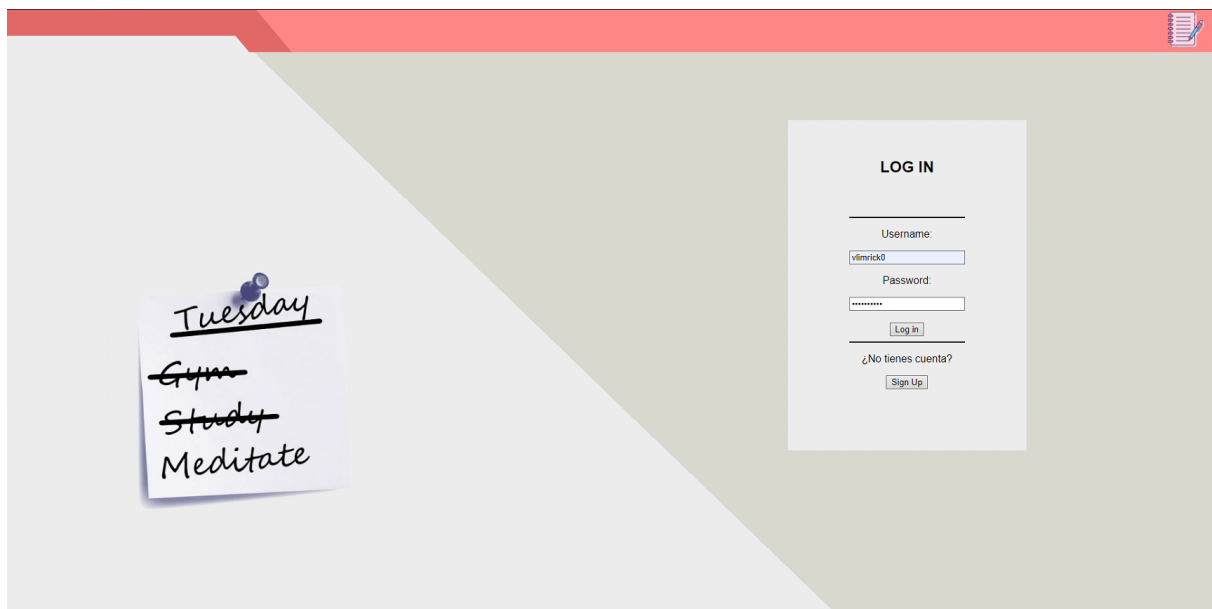 Tuesday
Gym
Study
Meditate
LOG IN
Username:
vlimrick0
Password:
••••••••••
Log in
¿No tienes cuenta?
Sign Up